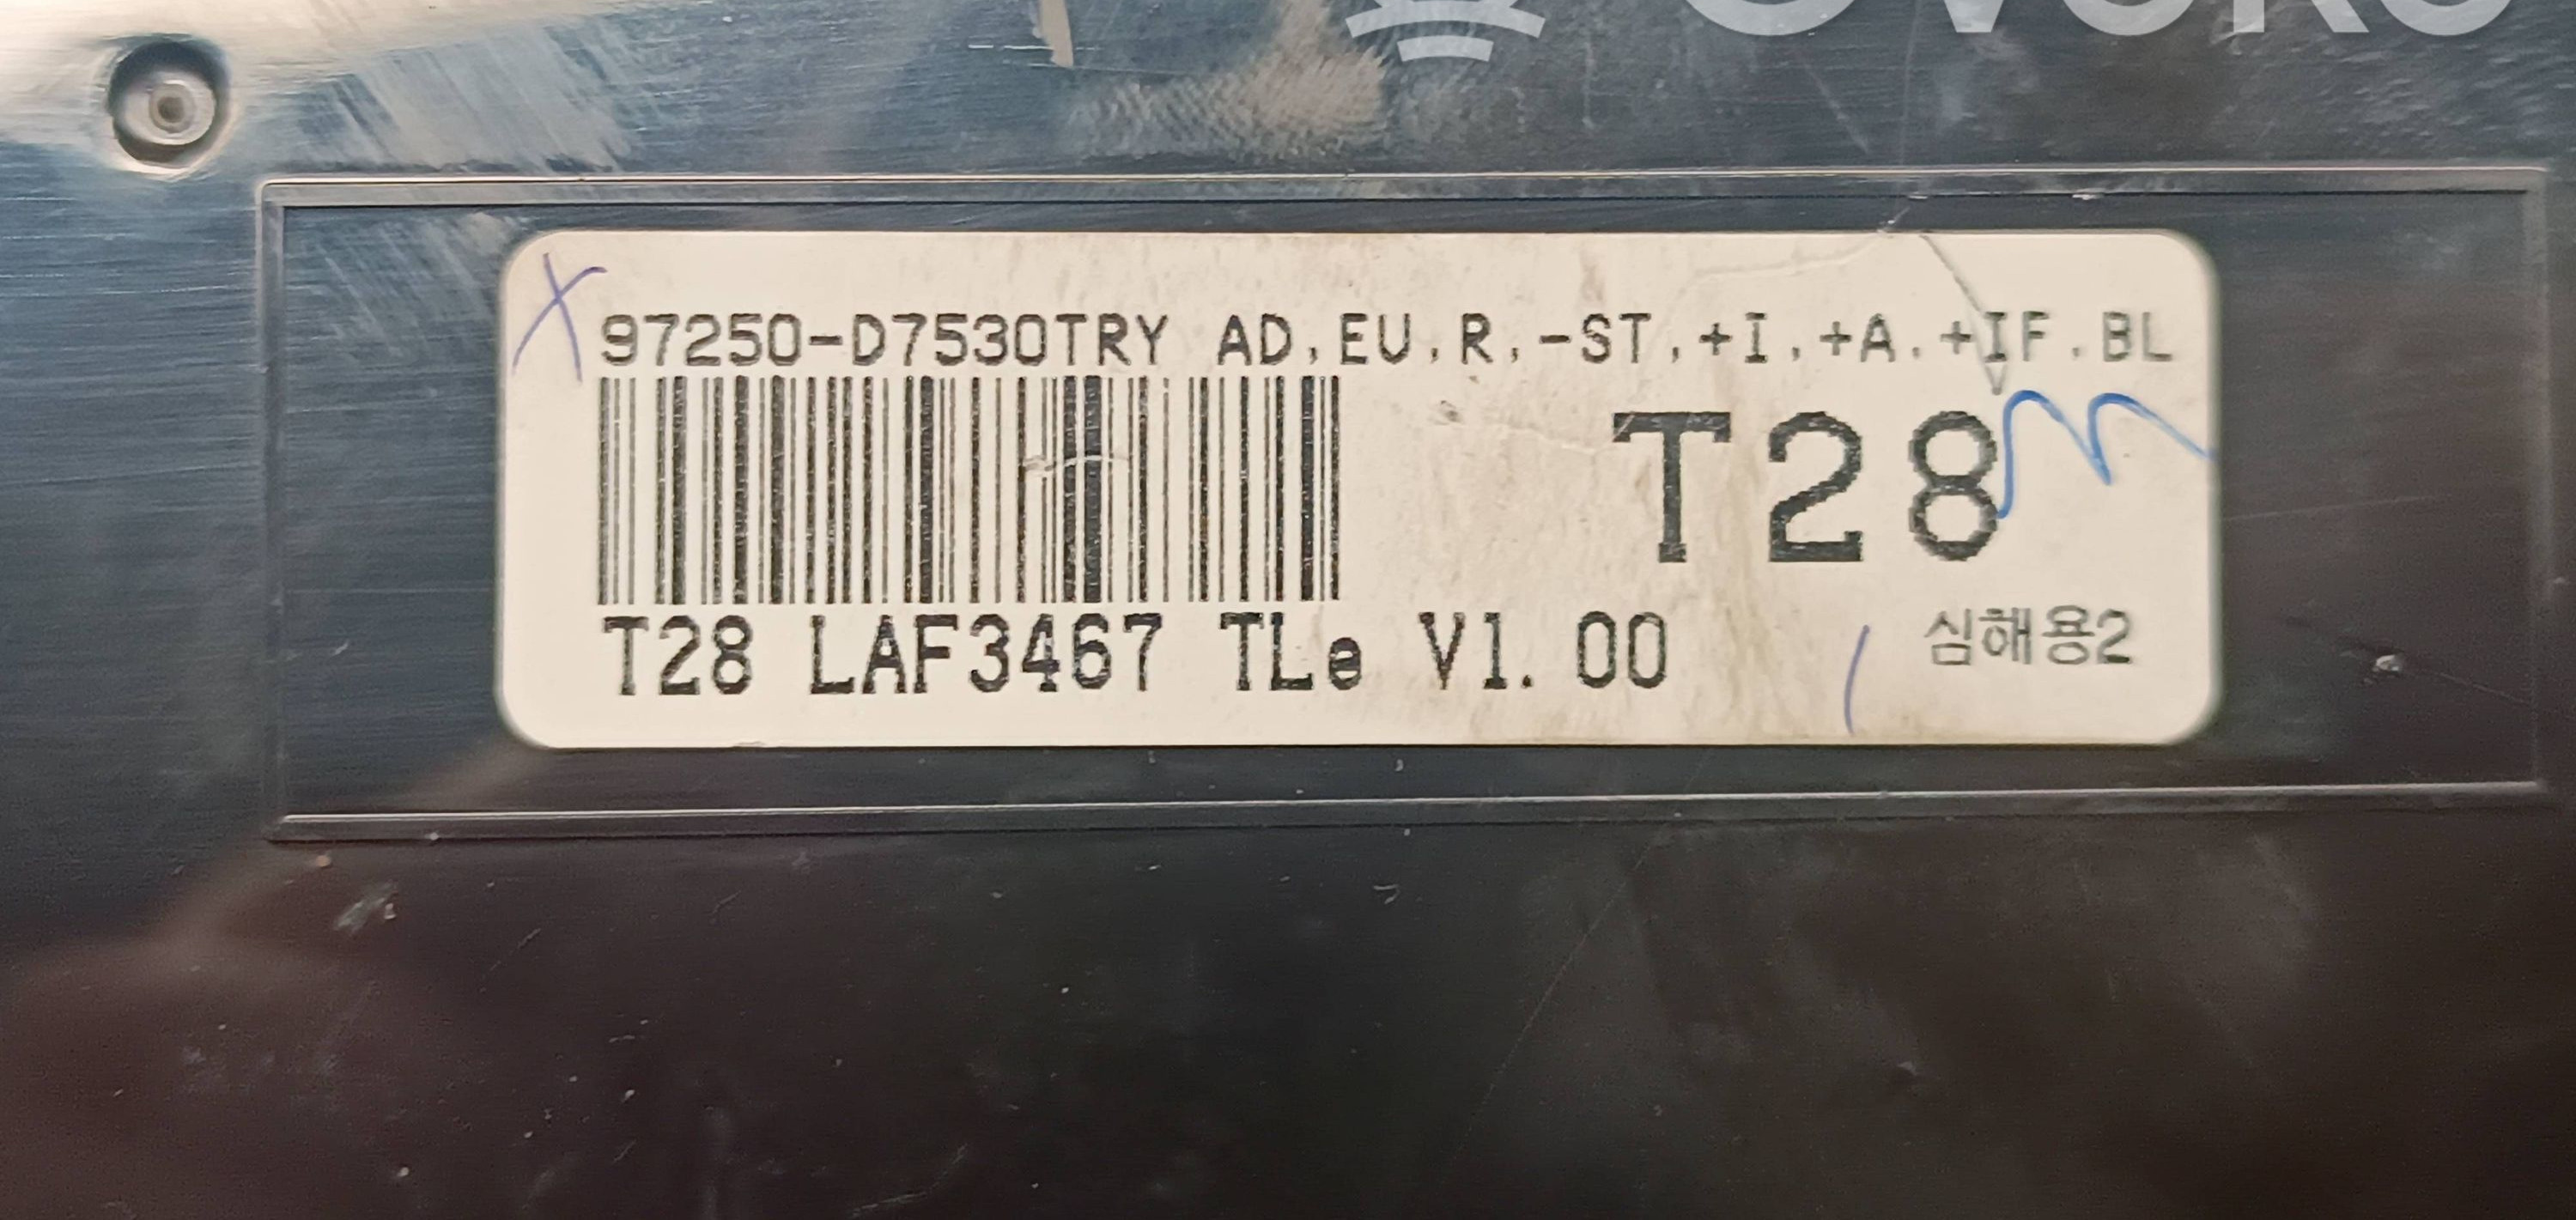 97250-D7530TRY AD,EU,R,-ST,+I,+A,+IF,BL
T28
T28 LAF3467 TLe V1.00
심해용2